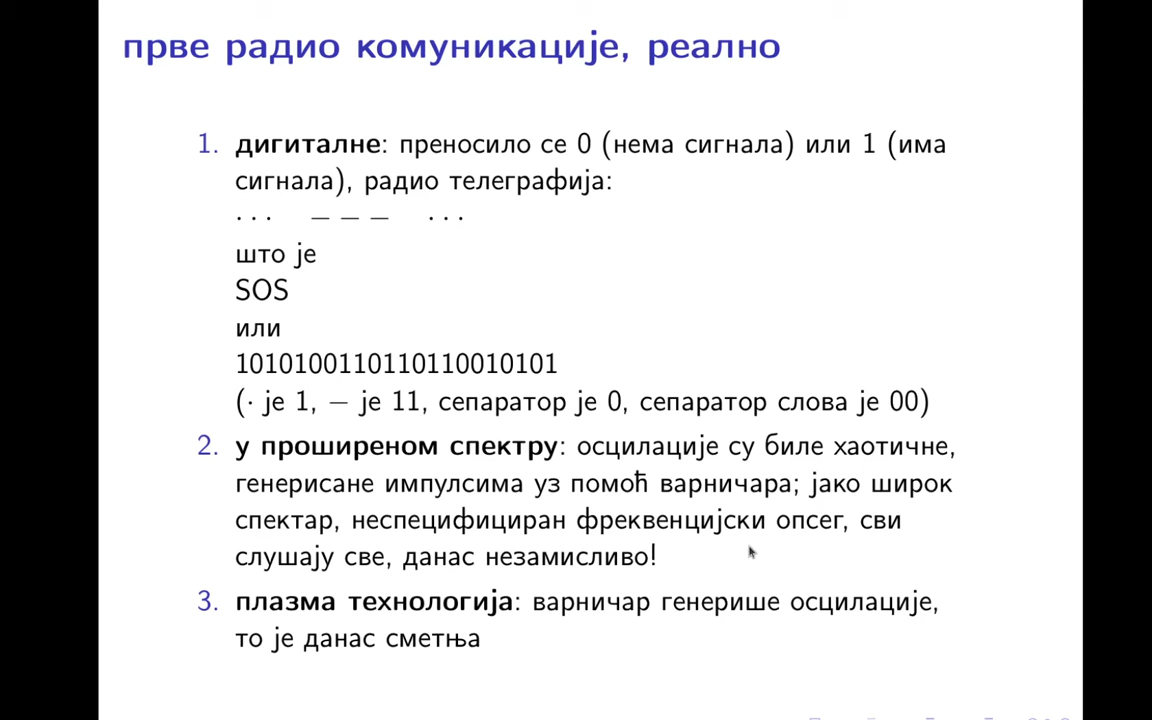 прве радио комуникације, реално
1. дигиталне: преносило се 0 (нема сигнала) или 1 (има
сигнала), радио телеграфија:
· · ·   − − −   · · ·
што је
SOS
или
1010100110110110010101
(· је 1, − је 11, сепаратор је 0, сепаратор слова је 00)
2. у проширеном спектру: осцилације су биле хаотичне,
генерисане импулсима уз помоћ варничара; јако широк
спектар, неспецифициран фреквенцијски опсег, сви
слушају све, данас незамисливо!
3. плазма технологија: варничар генерише осцилације,
то је данас сметња